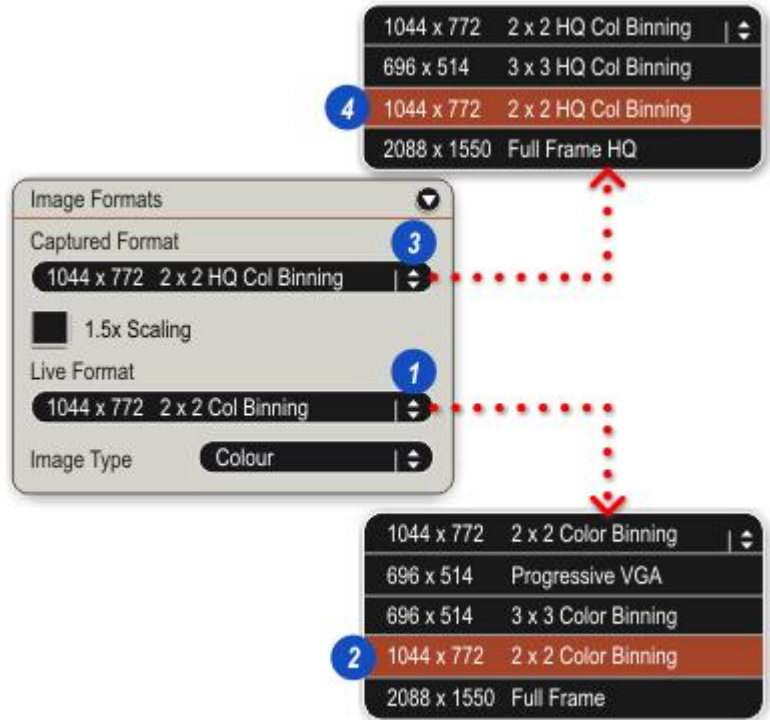 1044 x 772 2 x 2 HQ Col Binning
696 x 514 3 x 3 HQ Col Binning
4 1044 x 772 2 x 2 HQ Col Binning
2088 x 1550 Full Frame HQ
Image Formats
Captured Format
3
1044 x 772 2 x 2 HQ Col Binning
1.5x Scaling
Live Format
1
1044 x 772 2 x 2 Col Binning
Image Type Colour
1044 x 772 2 x 2 Color Binning
696 x 514 Progressive VGA
696 x 514 3 x 3 Color Binning
2 1044 x 772 2 x 2 Color Binning
2088 x 1550 Full Frame